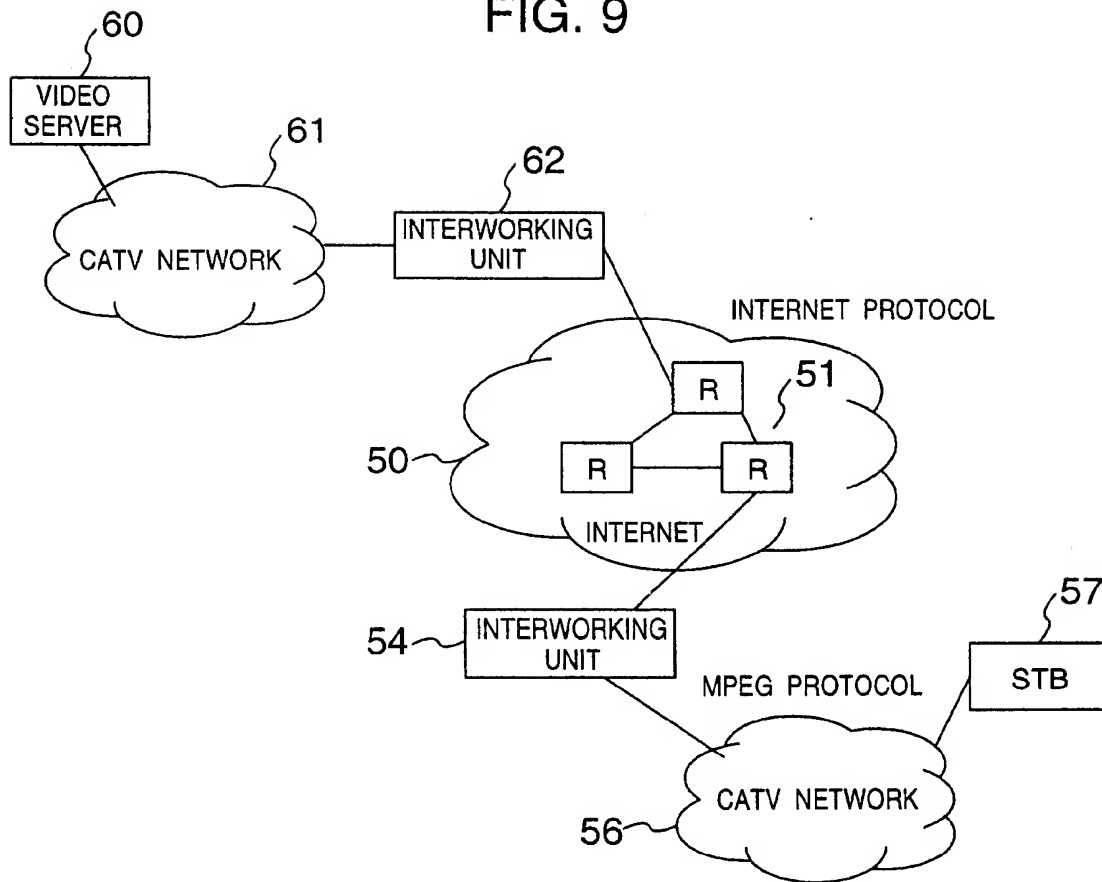 FIG. 9
60
VIDEO
SERVER
61
CATV NETWORK
62
INTERWORKING
UNIT
INTERNET PROTOCOL
R
51
R
R
50
INTERNET
54
INTERWORKING
UNIT
57
STB
MPEG PROTOCOL
CATV NETWORK
56